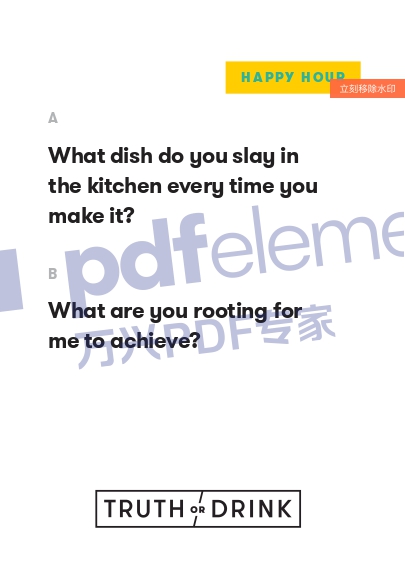 HAPPY HOUR
立刻移除水印
A
What dish do you slay in
the kitchen every time you
make it?
B
What are you rooting for
me to achieve?
pdfeleme
万兴PDF专家
TRUTH OR DRINK